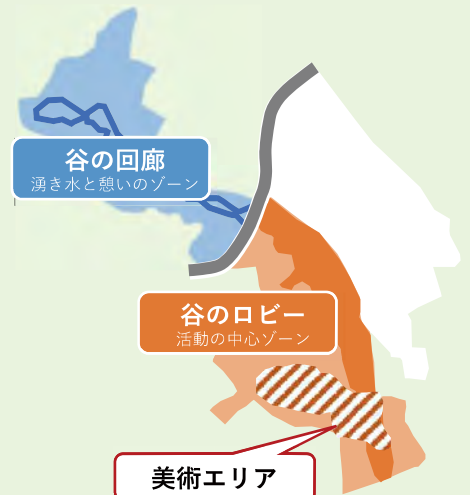 谷の回廊
湧き水と憩いのゾーン
谷のロビー
活動の中心ゾーン
美術エリア